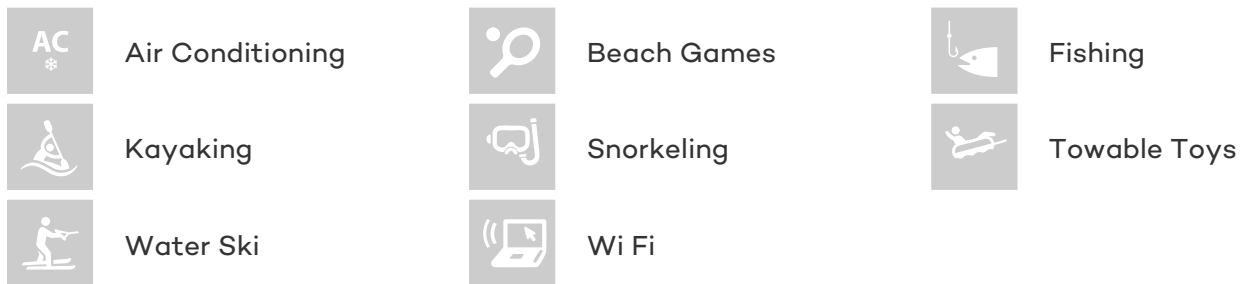 AC
Air Conditioning
Beach Games
Fishing
Kayaking
Snorkeling
Towable Toys
Water Ski
Wi Fi